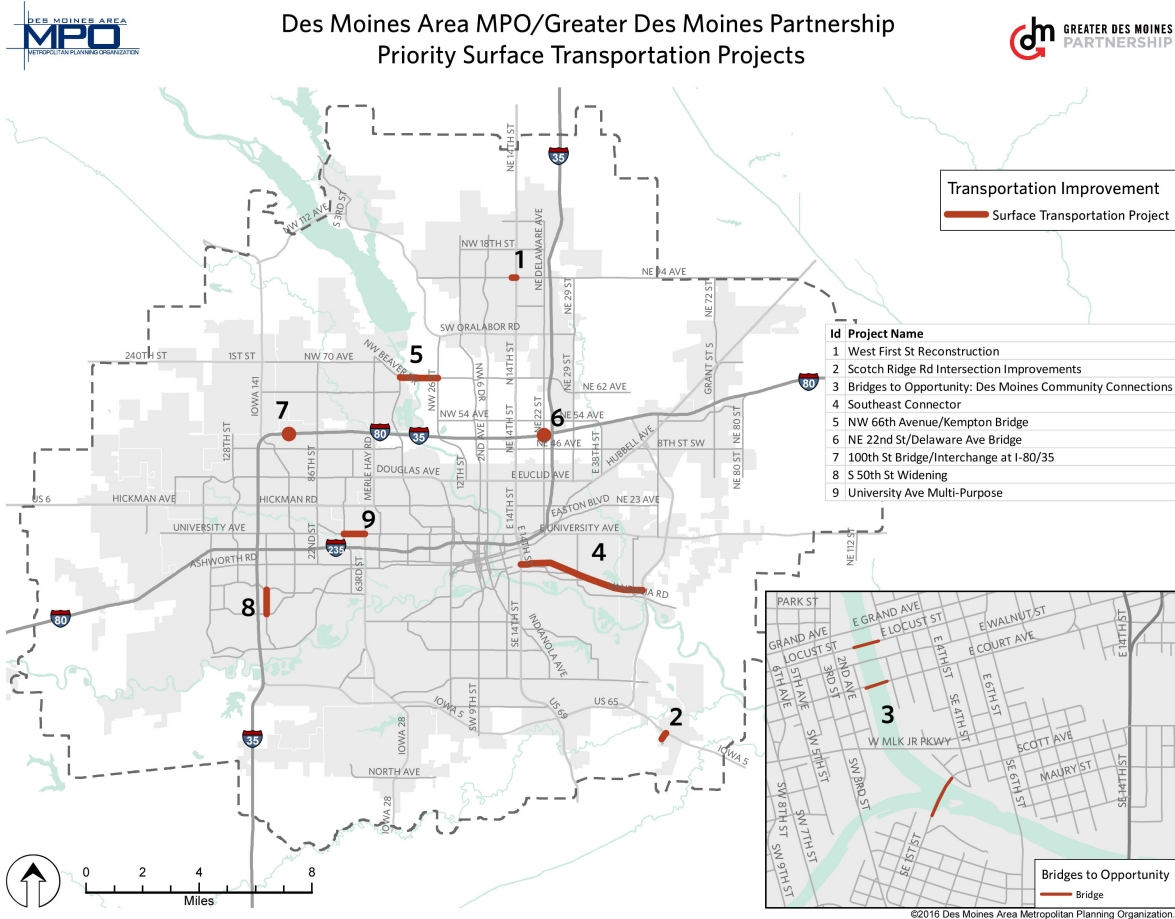 DES MOINES AREA
MPO
METROPOLITAN PLANNING ORGANIZATION
Des Moines Area MPO/Greater Des Moines Partnership
Priority Surface Transportation Projects
dm
GREATER DES MOINES
PARTNERSHIP
Transportation Improvement
Surface Transportation Project
Id Project Name
1 West First St Reconstruction
2 Scotch Ridge Rd Intersection Improvements
3 Bridges to Opportunity: Des Moines Community Connections
4 Southeast Connector
5 NW 66th Avenue/Kempton Bridge
6 NE 22nd St/Delaware Ave Bridge
7 100th St Bridge/Interchange at I-80/35
8 S 50th St Widening
9 University Ave Multi-Purpose
NE 14TH ST
35
NW 112 AVE
S 3RD ST
NW 18TH ST
NE DELAWARE AVE
1
NE 94 AVE
NE 29 ST
NE 72 ST
SW ORALABOR RD
240TH ST
1ST ST
NW 70 AVE
NW BEAVER
5
NW 26 ST
NW 6 DR
N 14TH ST
NE 29 ST
GRANT ST S
NE 62 AVE
80
IOWA 141
NW 54 AVE
NE 22 ST
6
NE 54 AVE
7
80
35
2ND AVE
NE 14TH ST
NE 46 AVE
E 38TH ST
HUBBELL AVE
8TH ST SW
NE 80 ST
128TH ST
86TH ST
MERLE HAY RD
DOUGLAS AVE
12TH ST
E EUCLID AVE
NE 80 ST
US 6
HICKMAN AVE
HICKMAN RD
E 14TH ST
EASTON BLVD
NE 23 AVE
UNIVERSITY AVE
22ND ST
9
E UNIVERSITY AVE
NE 112 ST
ASHWORTH RD
235
63RD ST
E 14TH S
4
RD
8
80
SE 14TH ST
INDIANOLA AVE
IOWA 5
SW 9TH ST
US 69
US 65
2
IOWA 5
35
IOWA 28
NORTH AVE
IOWA 28
0 2 4 8
Miles
PARK ST
E GRAND AVE
E LOCUST ST
E WALNUT ST
E COURT AVE
GRAND AVE
LOCUST ST
6TH AVE
5TH AVE
3RD ST
2ND AVE
E 4TH ST
E 6TH ST
E 14TH ST
3
SE 4TH ST
W MLK JR PKWY
SW 5TH ST
SW 3RD ST
SCOTT AVE
MAURY ST
SE 6TH ST
SE 14TH ST
SW 8TH ST
SW 7TH ST
SW 9TH ST
SE 1ST ST
Bridges to Opportunity
Bridge
©2016 Des Moines Area Metropolitan Planning Organization